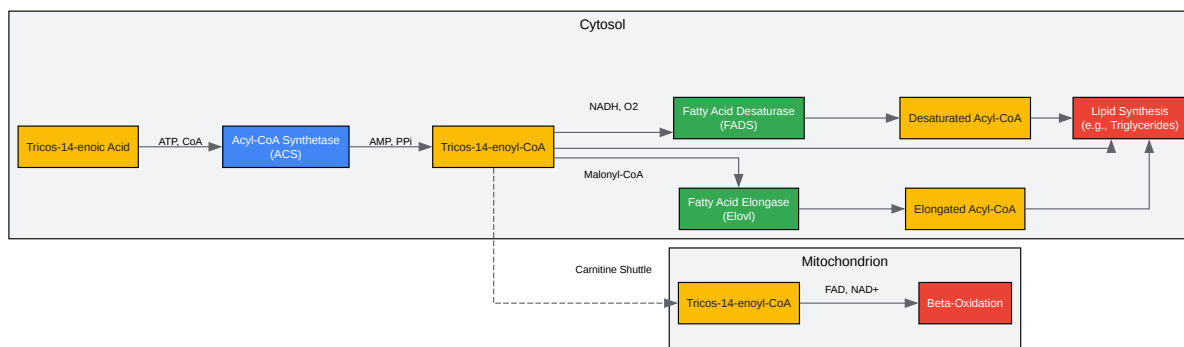 Cytosol
NADH, O2
Fatty Acid Desaturase
(FADS)
Desaturated Acyl-CoA
Lipid Synthesis
(e.g., Triglycerides)
Tricos-14-enoic Acid
ATP, CoA
Acyl-CoA Synthetase
(ACS)
AMP, PPi
Tricos-14-enoyl-CoA
Malonyl-CoA
Fatty Acid Elongase
(Elovl)
Elongated Acyl-CoA
Mitochondrion
Carnitine Shuttle
Tricos-14-enoyl-CoA
FAD, NAD+
Beta-Oxidation